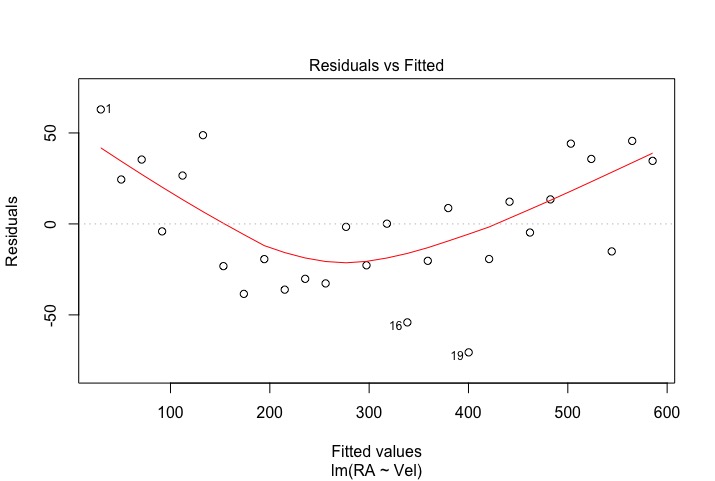 Residuals vs Fitted
Residuals
50
0
-50
1
16
19
100 200 300 400 500 600
Fitted values
lm(RA ~ Vel)